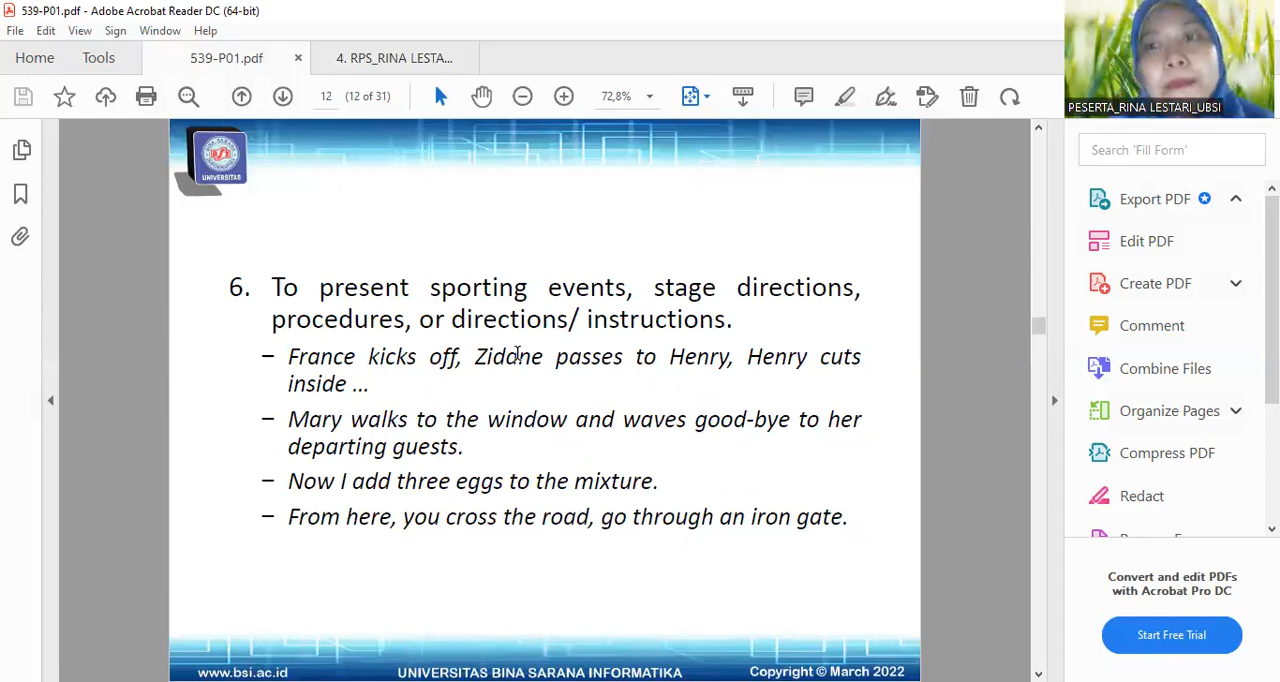 539-P01.pdf - Adobe Acrobat Reader DC (64-bit)
File Edit View Sign Window Help
Home Tools 539-P01.pdf × 4. RPS_RINA LESTA...
12 (12 of 31) 72,8%
PESERTA_RINA LESTARI_UBSI
Search 'Fill Form'
Export PDF
Edit PDF
Create PDF
Comment
Combine Files
Organize Pages
Compress PDF
Redact
Convert and edit PDFs
with Acrobat Pro DC
Start Free Trial
UNIVERSITAS
6. To present sporting events, stage directions,
procedures, or directions/ instructions.
– France kicks off, Zidane passes to Henry, Henry cuts
inside ...
– Mary walks to the window and waves good-bye to her
departing guests.
– Now I add three eggs to the mixture.
– From here, you cross the road, go through an iron gate.
www.bsi.ac.id UNIVERSITAS BINA SARANA INFORMATIKA Copyright © March 2022